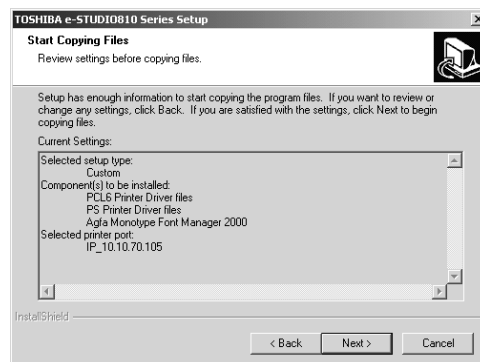 TOSHIBA e-STUDIO810 Series Setup
Start Copying Files
Review settings before copying files.
Setup has enough information to start copying the program files. If you want to review or
change any settings, click Back. If you are satisfied with the settings, click Next to begin
copying files.
Current Settings:
Selected setup type:
Custom
Component(s) to be installed:
PCL6 Printer Driver files
PS Printer Driver files
Agfa Monotype Font Manager 2000
Selected printer port:
IP_10.10.70.105
InstallShield
< Back Next > Cancel